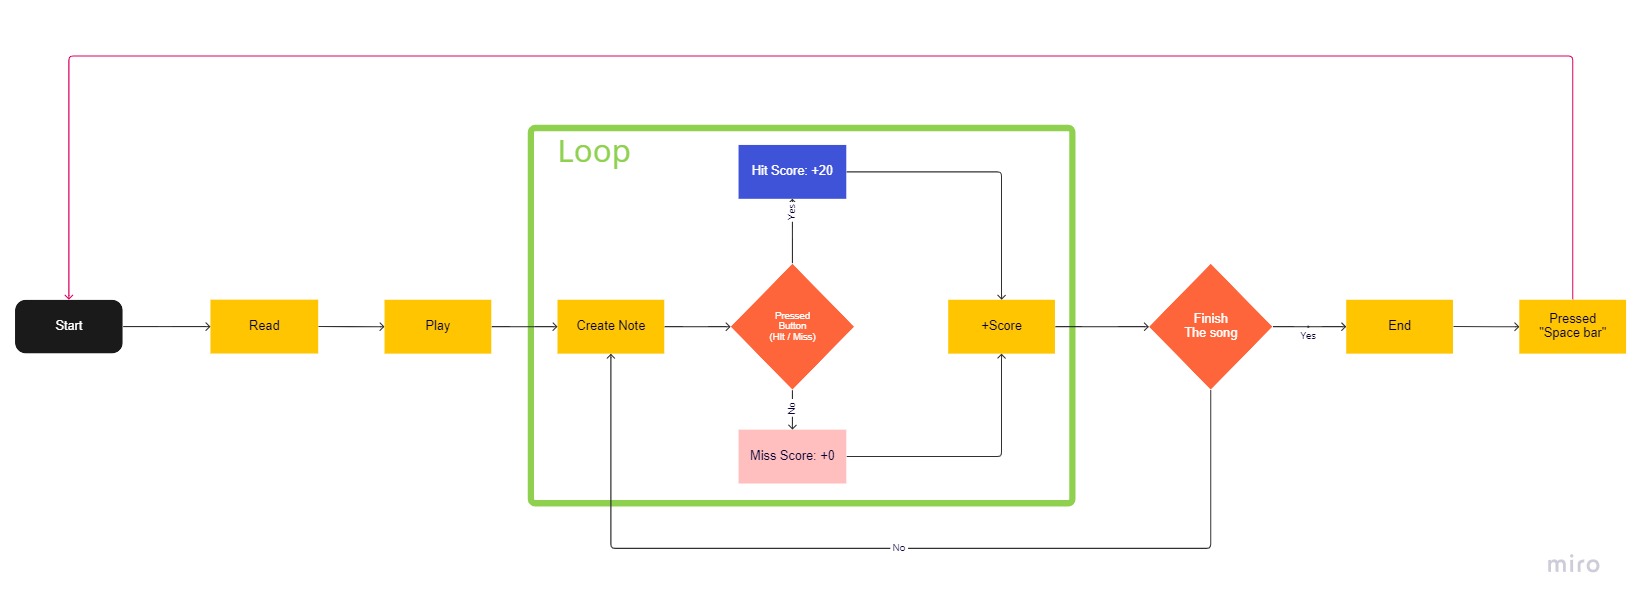 Loop
Hit Score: +20
Yes
Start
Read
Play
Create Note
Pressed
Button
(Hit / Miss)
+Score
Finish
The song
Yes
End
Pressed
"Space bar"
No
Miss Score: +0
No
miro